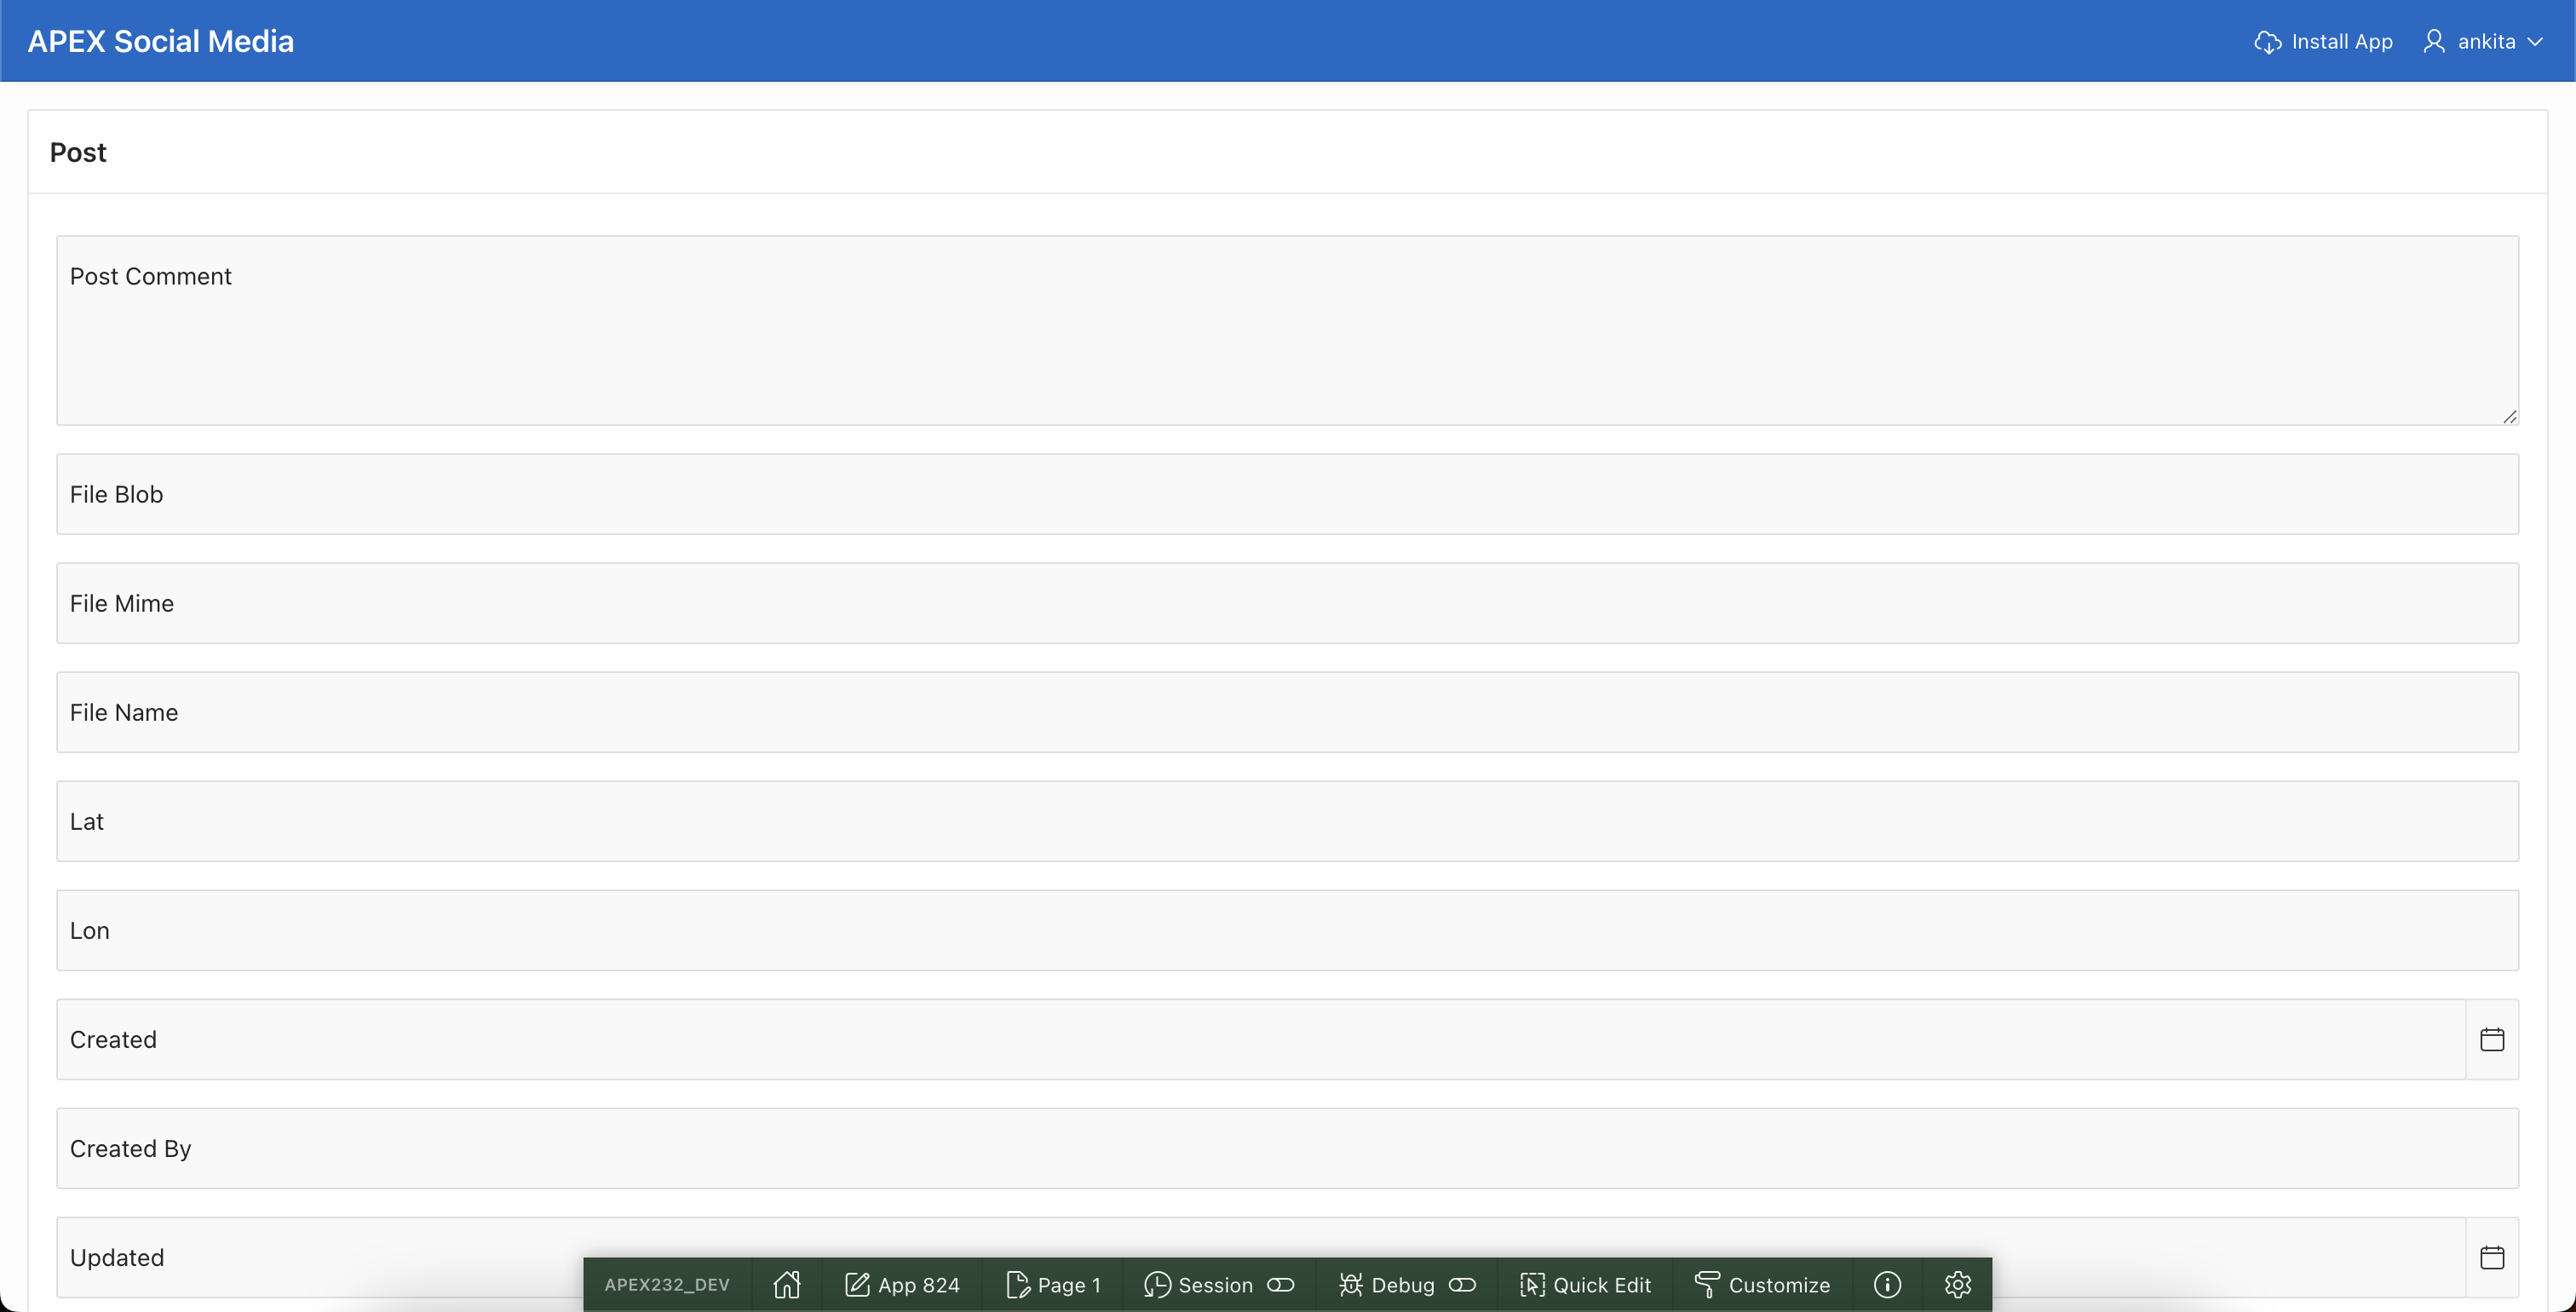 APEX Social Media
Install App
ankita
Post
Post Comment
File Blob
File Mime
File Name
Lat
Lon
Created
Created By
Updated
APEX232_DEV
App 824
Page 1
Session
Debug
Quick Edit
Customize